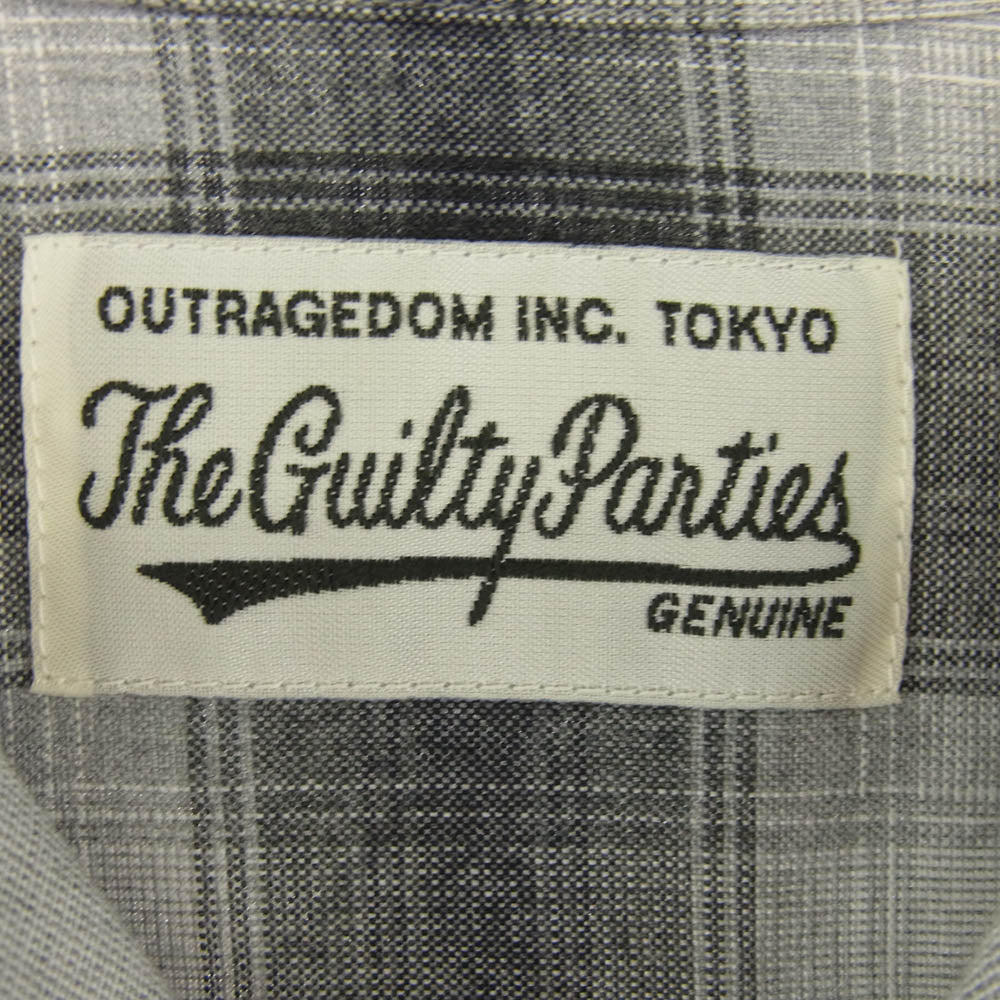 OUTRAGEDOM INC. TOKYO
The Guilty Parties
GENUINE